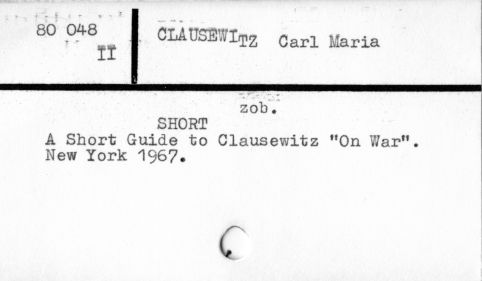 80 048
II
CLAUSEWITZ Carl Maria
zob.
SHORT
A Short Guide to Clausewitz "On War".
New York 1967.